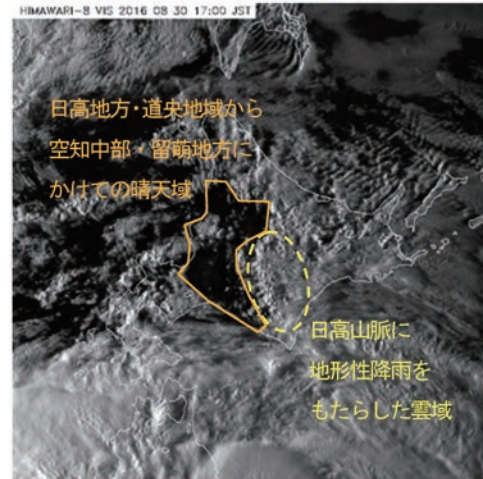 HIMAWARI-8 VIS 2016 08 30 17:00 JST
日高地方・道央地域から
空知中部・留萌地方に
かけての晴天域
日高山脈に
地形性降雨を
もたらした雲域